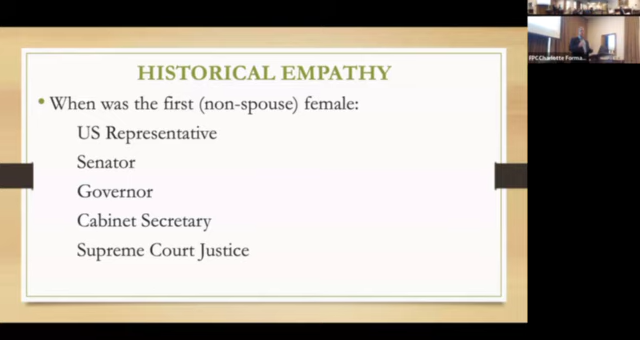 HISTORICAL EMPATHY
• When was the first (non-spouse) female:
US Representative
Senator
Governor
Cabinet Secretary
Supreme Court Justice